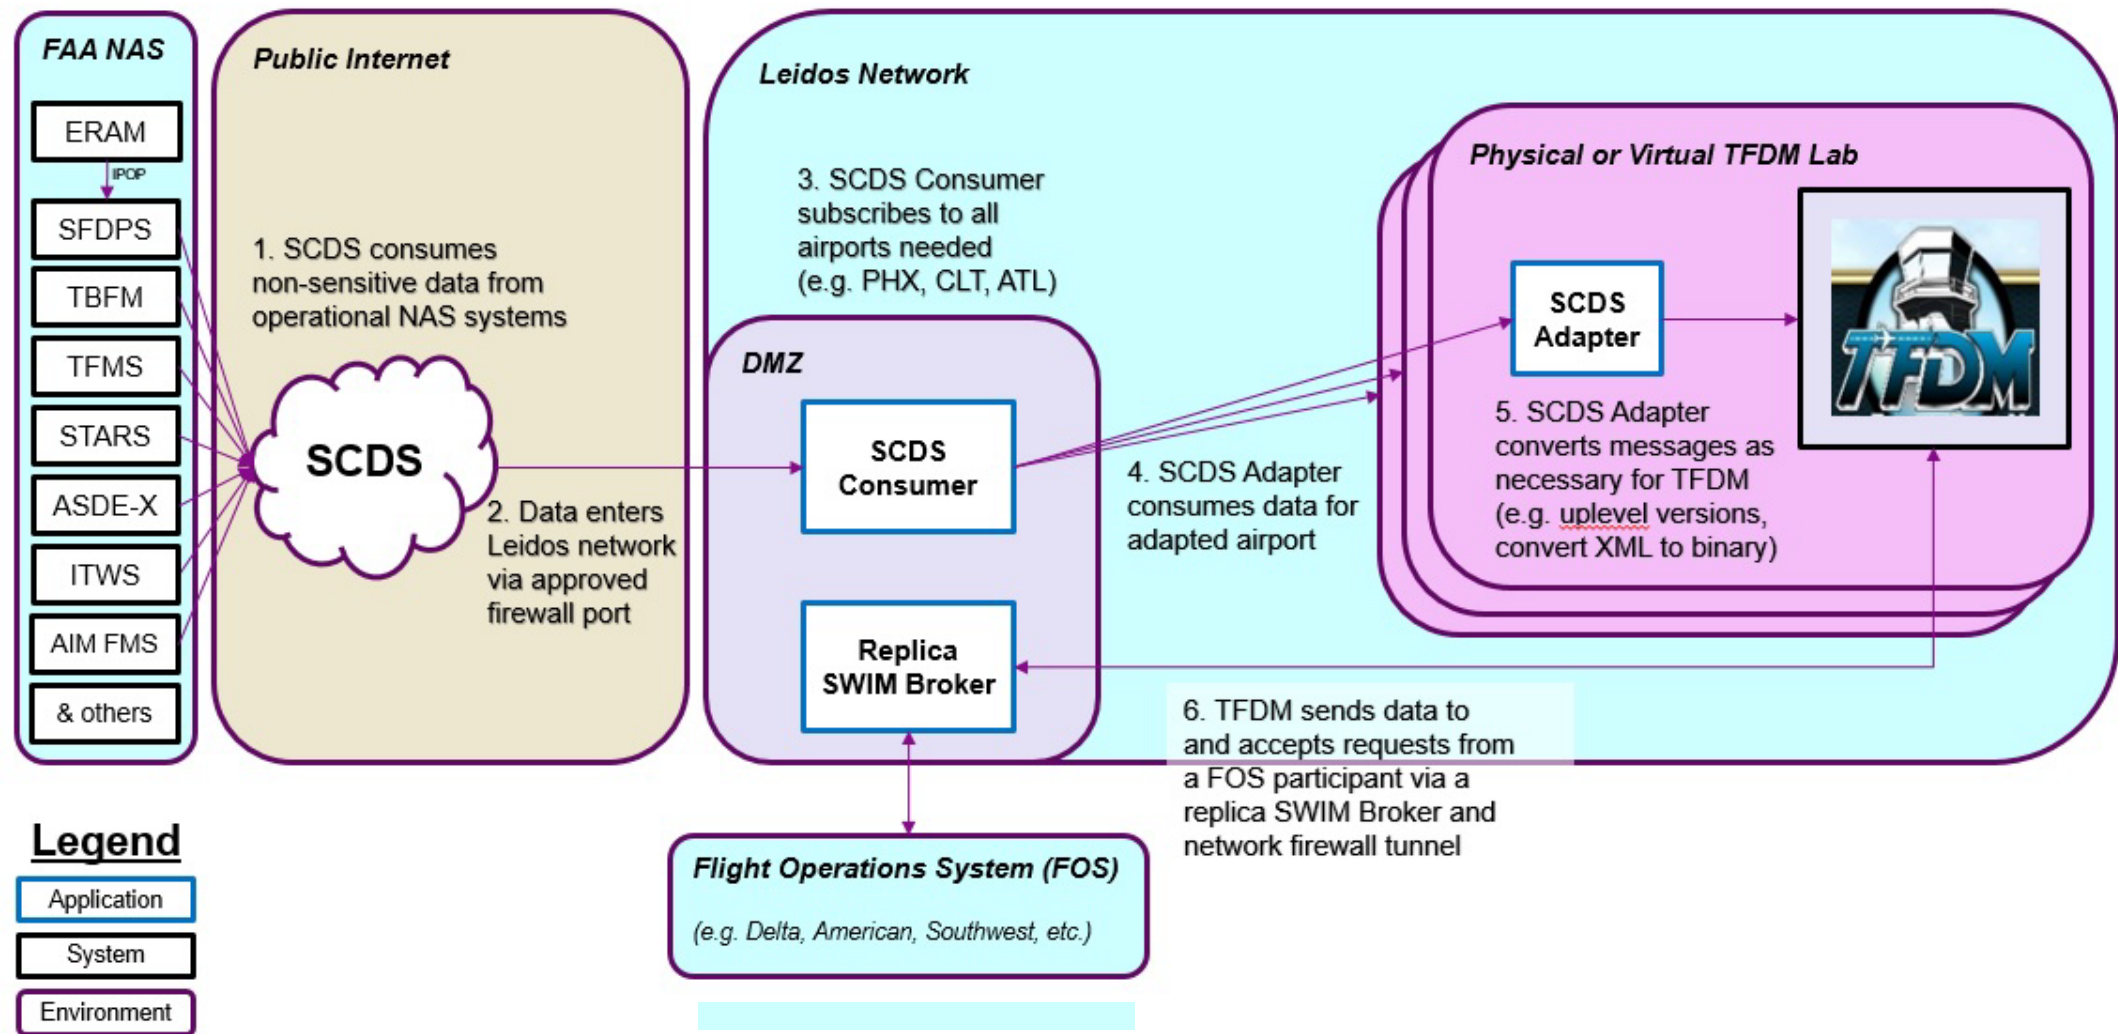 FAA NAS
ERAM
IPOP
SFDPS
TBFM
TFMS
STARS
ASDE-X
ITWS
AIM FMS
& others
Public Internet
1. SCDS consumes
non-sensitive data from
operational NAS systems
SCDS
2. Data enters
Leidos network
via approved
firewall port
Leidos Network
3. SCDS Consumer
subscribes to all
airports needed
(e.g. PHX, CLT, ATL)
DMZ
SCDS
Consumer
Replica
SWIM Broker
4. SCDS Adapter
consumes data for
adapted airport
Physical or Virtual TFDM Lab
SCDS
Adapter
TFDM
5. SCDS Adapter
converts messages as
necessary for TFDM
(e.g. uplevel versions,
convert XML to binary)
6. TFDM sends data to
and accepts requests from
a FOS participant via a
replica SWIM Broker and
network firewall tunnel
Flight Operations System (FOS)
(e.g. Delta, American, Southwest, etc.)
Legend
Application
System
Environment